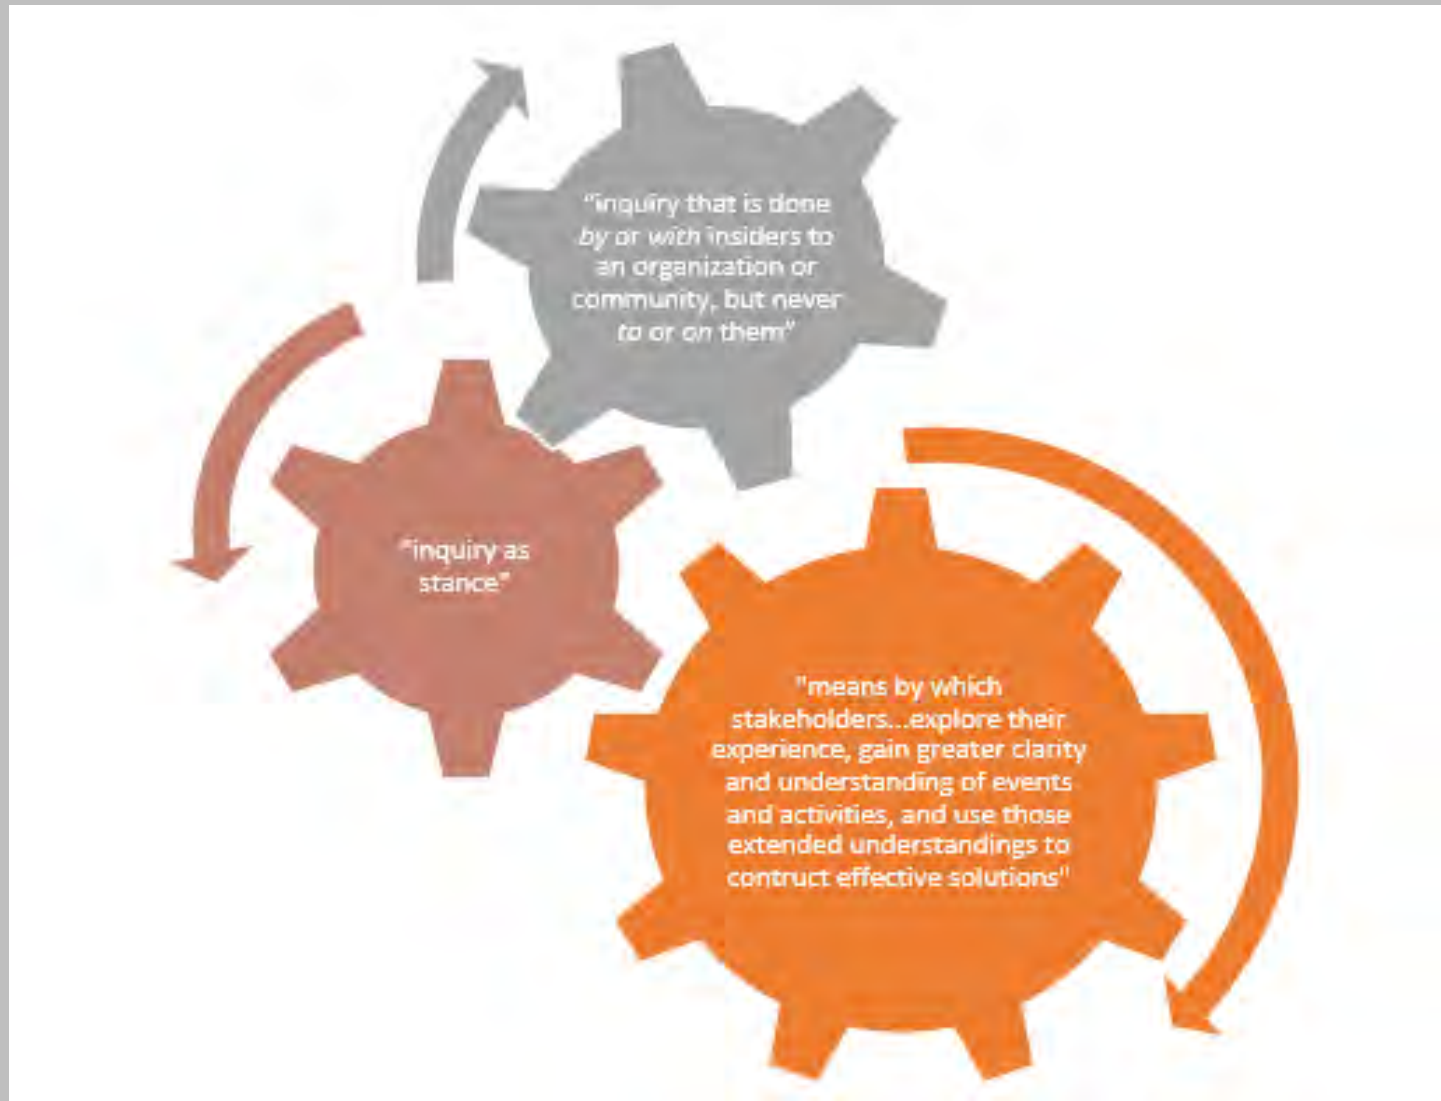 "inquiry that is done
by or with insiders to
an organization or
community, but never
to or on them"
"inquiry as
stance"
"means by which
stakeholders...explore their
experience, gain greater clarity
and understanding of events
and activities, and use those
extended understandings to
contruct effective solutions"